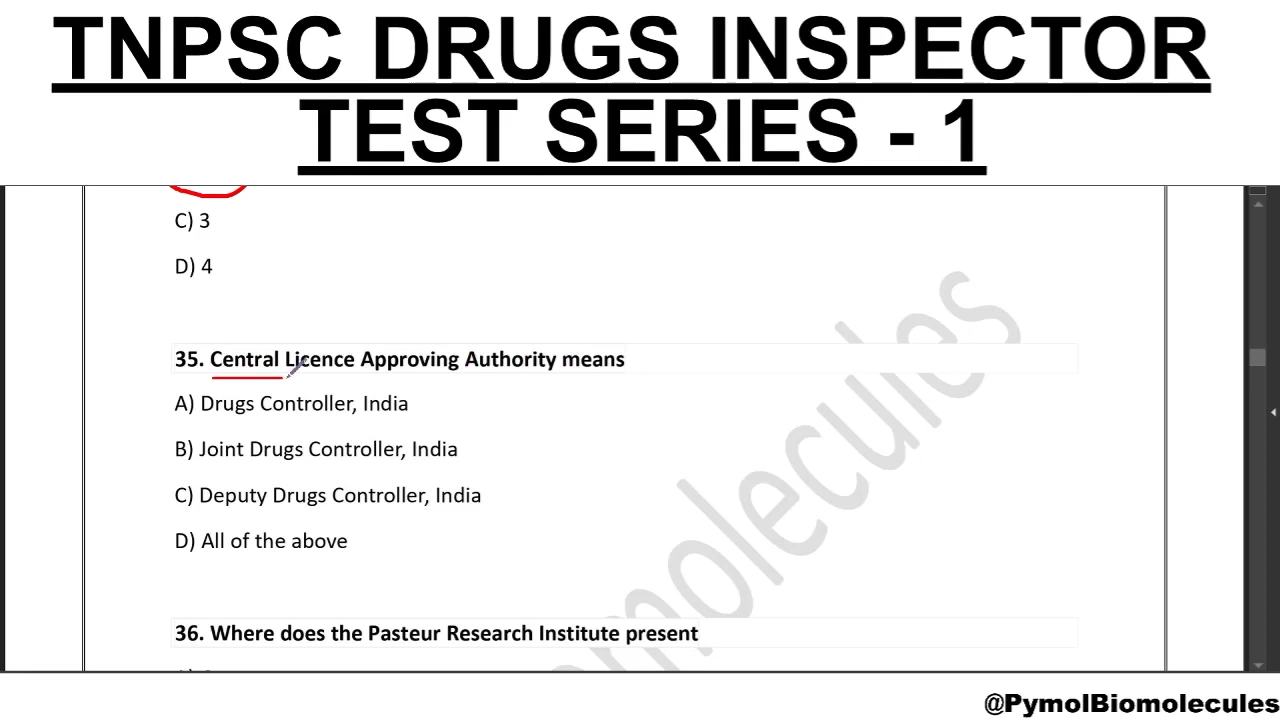 TNPSC DRUGS INSPECTOR
TEST SERIES - 1
C) 3
D) 4
35. Central Licence Approving Authority means
A) Drugs Controller, India
B) Joint Drugs Controller, India
C) Deputy Drugs Controller, India
D) All of the above
36. Where does the Pasteur Research Institute present
@PymolBiomolecules